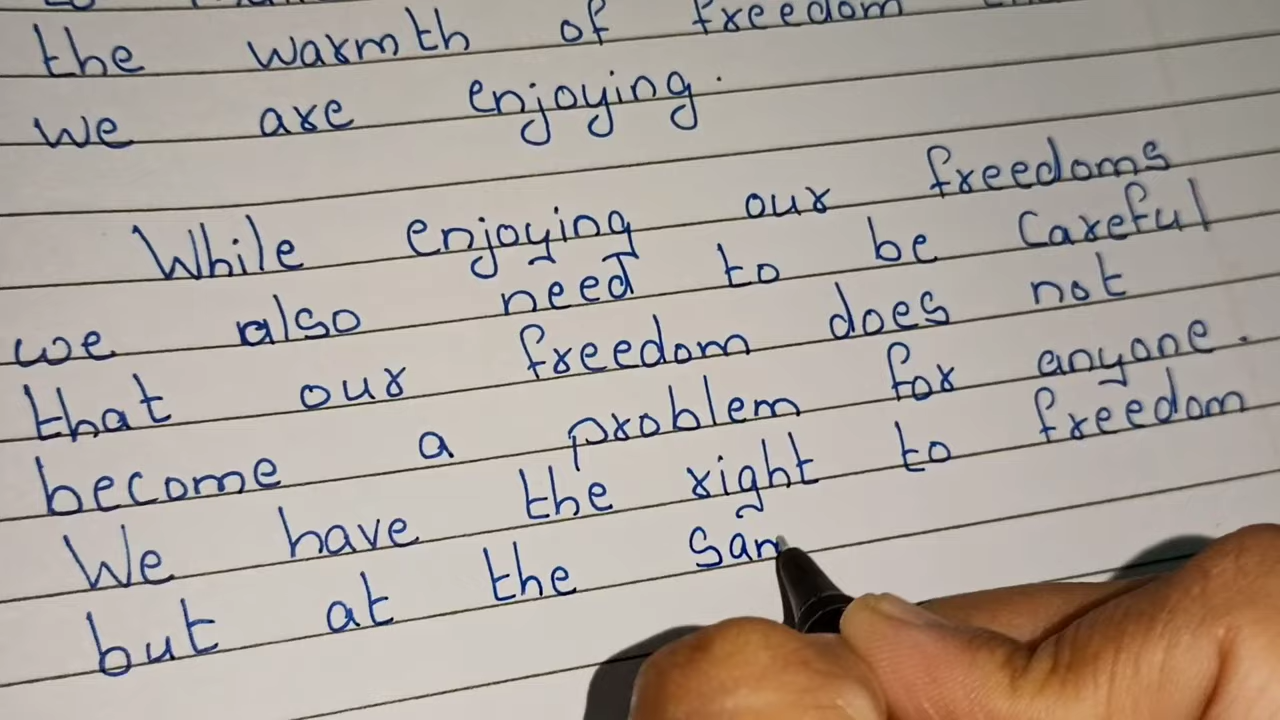 the warmth of freedom
we are enjoying.
While enjoying our freedoms
we also need to be Careful
that our freedom does not
become a problem for anyone.
We have the right to freedom
but at the sam